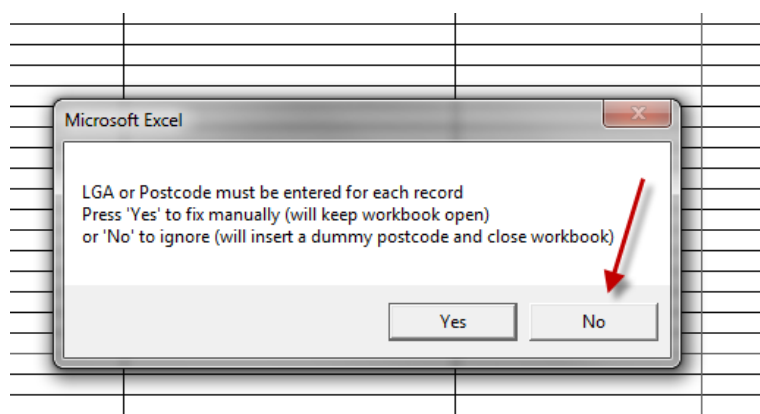 Microsoft Excel
LGA or Postcode must be entered for each record
Press 'Yes' to fix manually (will keep workbook open)
or 'No' to ignore (will insert a dummy postcode and close workbook)
Yes
No